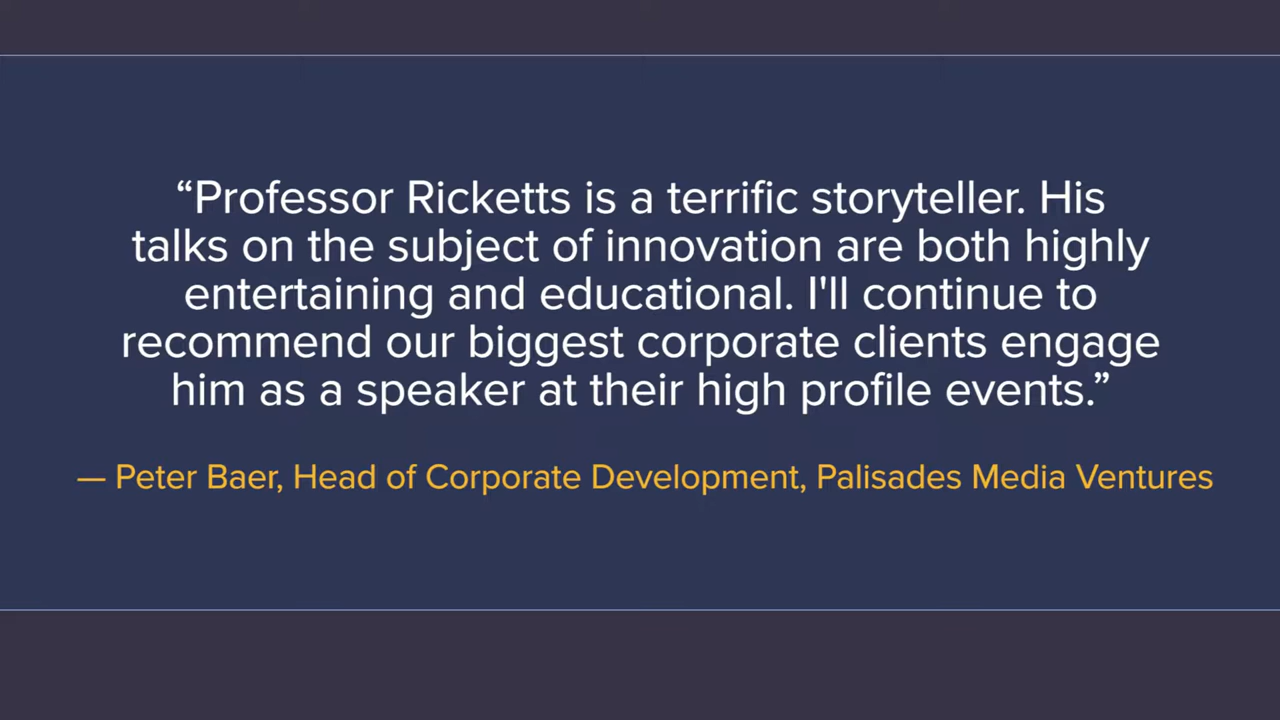 “Professor Ricketts is a terrific storyteller. His
talks on the subject of innovation are both highly
entertaining and educational. I'll continue to
recommend our biggest corporate clients engage
him as a speaker at their high profile events.”
— Peter Baer, Head of Corporate Development, Palisades Media Ventures